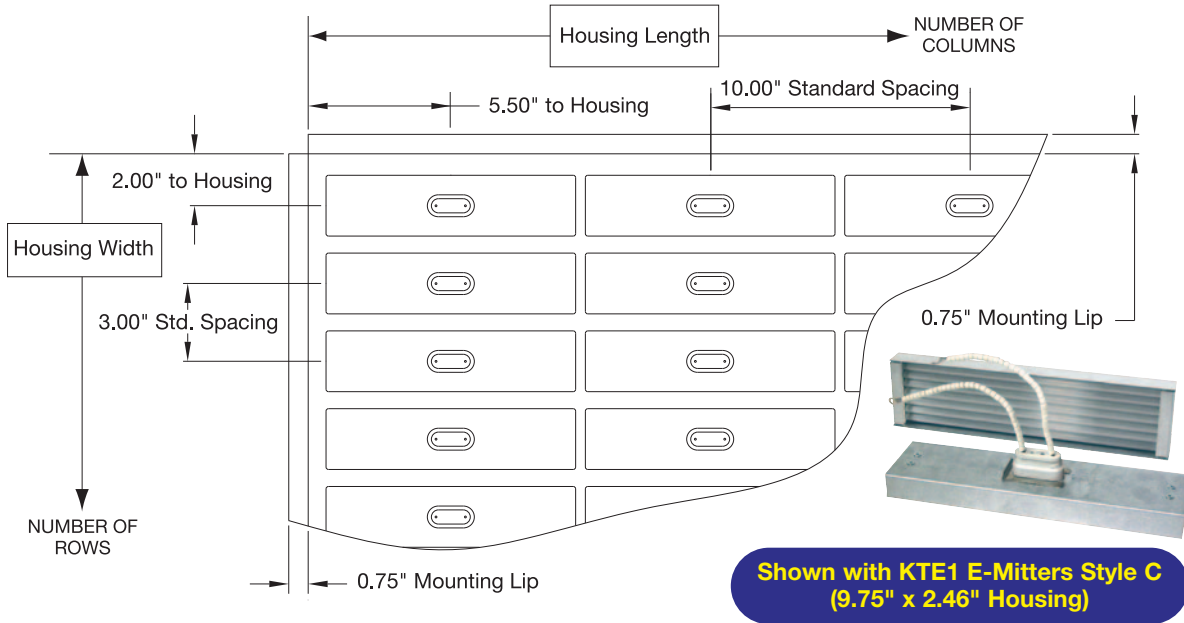 Housing Length
NUMBER OF
COLUMNS
5.50" to Housing
10.00" Standard Spacing
2.00" to Housing
Housing Width
3.00" Std. Spacing
0.75" Mounting Lip
NUMBER OF
ROWS
0.75" Mounting Lip
Shown with KTE1 E-Mitters Style C
(9.75" x 2.46" Housing)